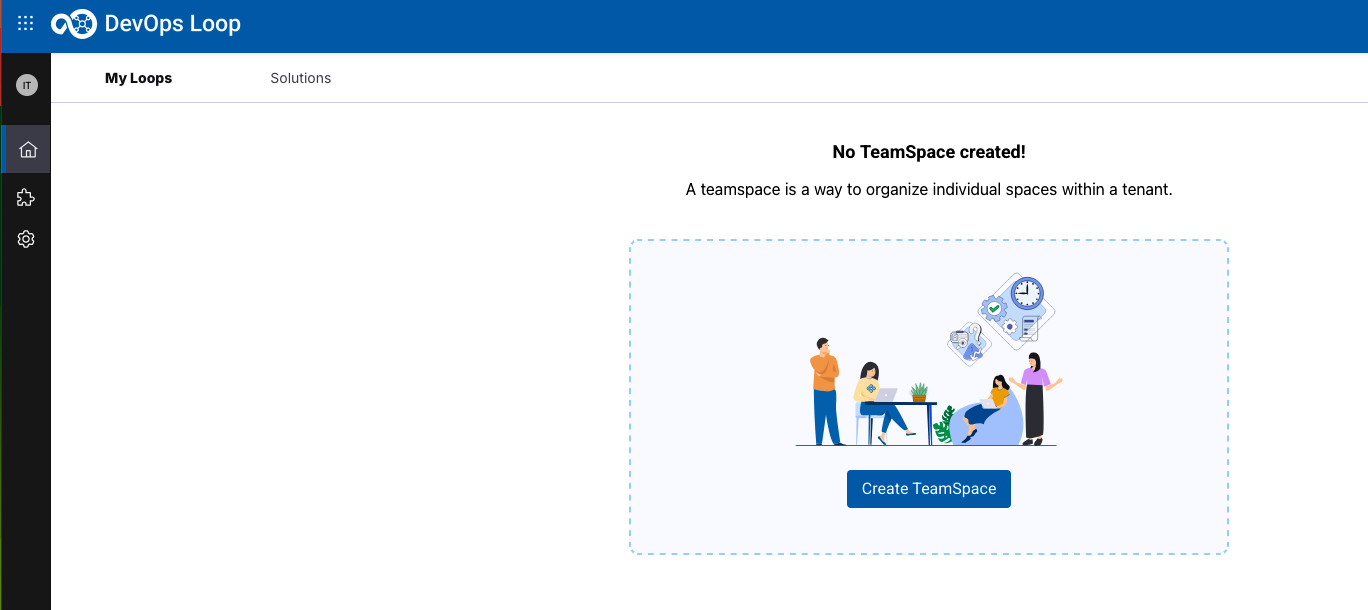 DevOps Loop
IT
My Loops
Solutions
No TeamSpace created!
A teamspace is a way to organize individual spaces within a tenant.
Create TeamSpace